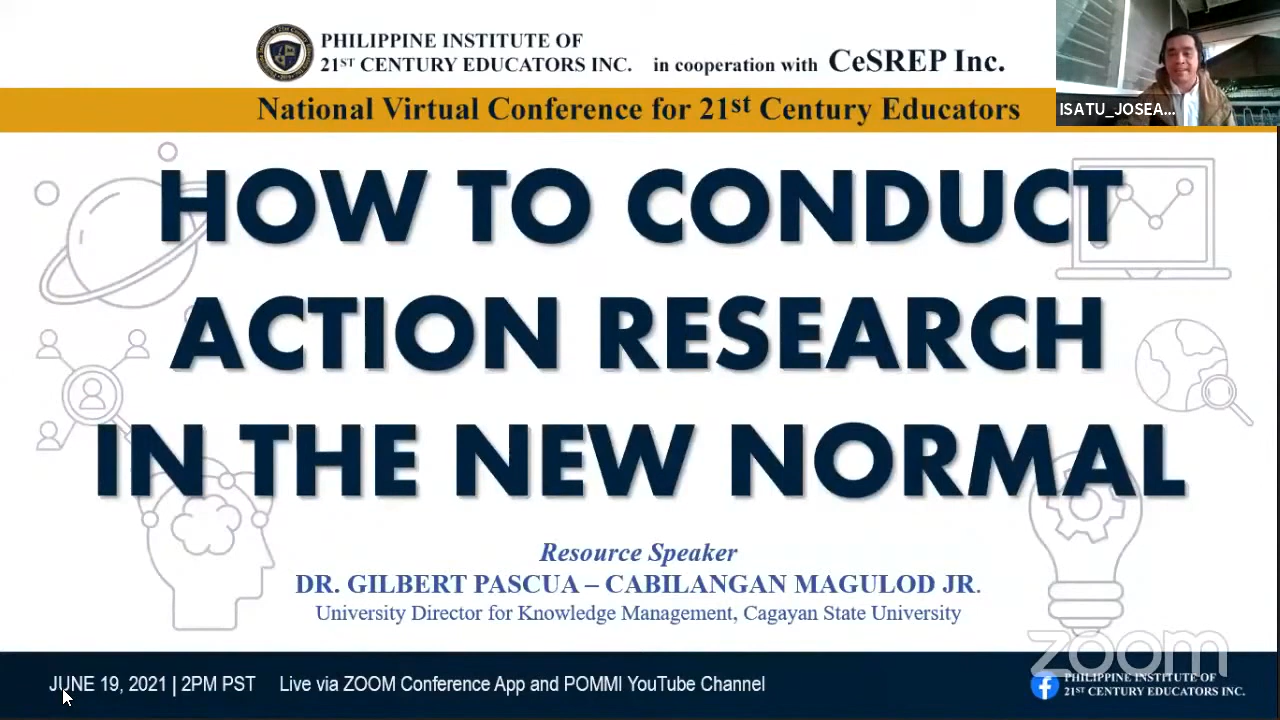 PHILIPPINE INSTITUTE OF
21ST CENTURY EDUCATORS INC. in cooperation with CeSREP Inc.
National Virtual Conference for 21st Century Educators
ISATU_JOSEA...
HOW TO CONDUCT
ACTION RESEARCH
IN THE NEW NORMAL
Resource Speaker
DR. GILBERT PASCUA – CABILANGAN MAGULOD JR.
University Director for Knowledge Management, Cagayan State University
zoom
JUNE 19, 2021 | 2PM PST Live via ZOOM Conference App and POMMI YouTube Channel
PHILIPPINE INSTITUTE OF
21ST CENTURY EDUCATORS INC.